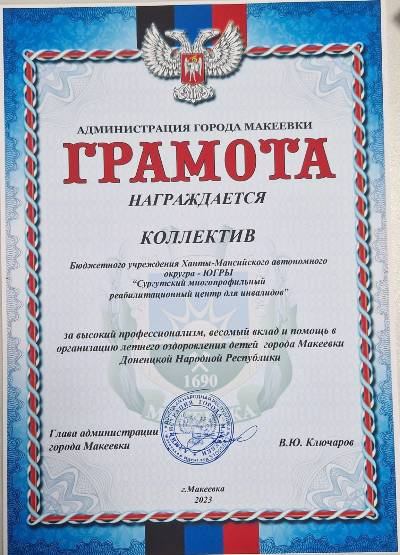 АДМИНИСТРАЦИЯ ГОРОДА МАКЕЕВКИ
ГРАМОТА
НАГРАЖДАЕТСЯ
КОЛЛЕКТИВ
Бюджетного учреждения Ханты-Мансийского автономного
округра - ЮГРЫ
"Сургутский многопрофильный
реабилитационный центр для инвалидов"
за высокий профессионализм, весомый вклад и помощь в
организацию летнего оздоровления детей города Макеевки
Доненцкой Народной Республики
1690
Глава администрации
города Макеевки
В.Ю. Ключаров
г.Макеевка
2023